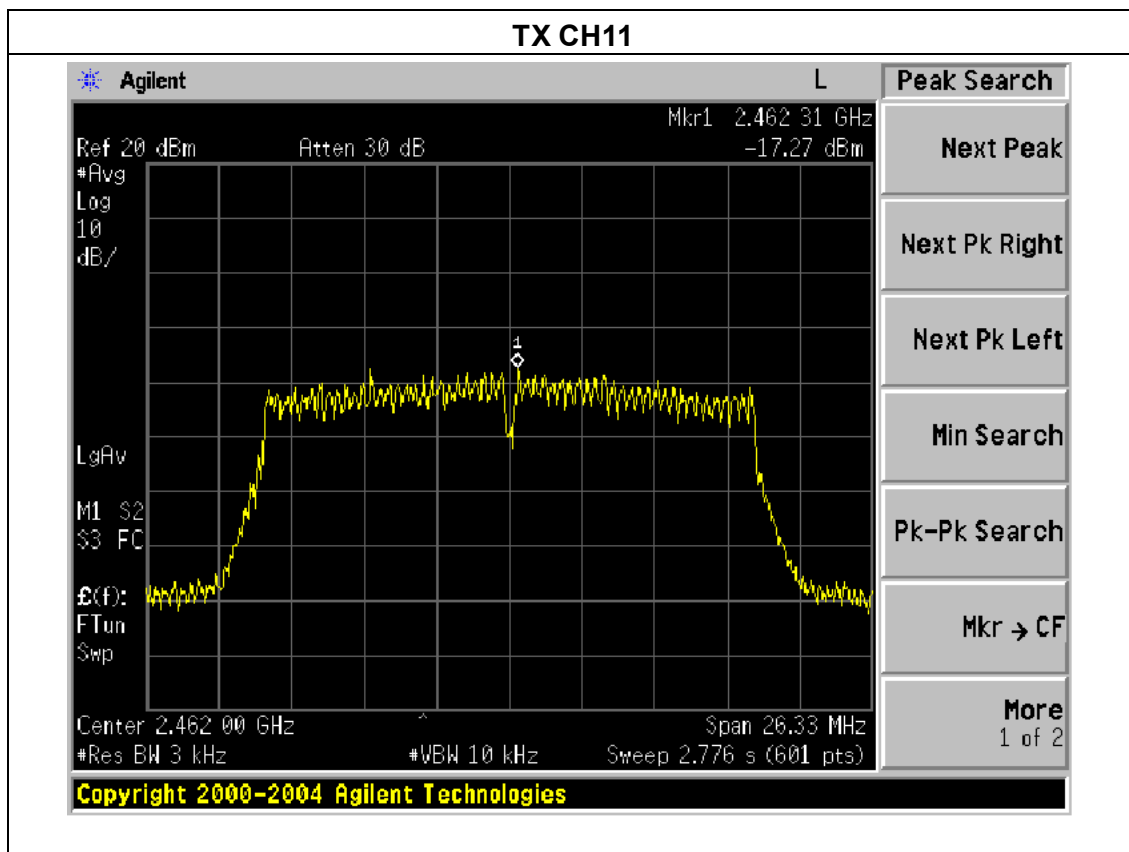 TX CH11
Agilent L Peak Search
Mkr1 2.462 31 GHz
Ref 20 dBm Atten 30 dB -17.27 dBm
#Avg
Log
10
dB/
1
LgAv
M1 S2
S3 FC
£(f):
FTun
Swp
Center 2.462 00 GHz Span 26.33 MHz
#Res BW 3 kHz #VBW 10 kHz Sweep 2.776 s (601 pts)
Next Peak
Next Pk Right
Next Pk Left
Min Search
Pk-Pk Search
Mkr → CF
More
1 of 2
Copyright 2000-2004 Agilent Technologies